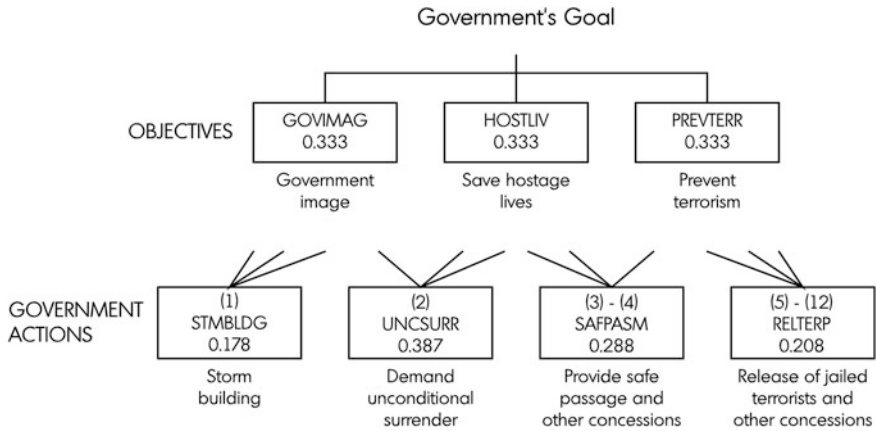 Government's Goal
OBJECTIVES
GOVIMAG
0.333
HOSTLIV
0.333
PREVTERR
0.333
Government
image
Save hostage
lives
Prevent
terrorism
GOVERNMENT
ACTIONS
(1)
STMBLDG
0.178
(2)
UNCSURR
0.387
(3) - (4)
SAFPASM
0.288
(5) - (12)
RELTERP
0.208
Storm
building
Demand
unconditional
surrender
Provide safe
passage and
other concessions
Release of jailed
terrorists and
other concessions